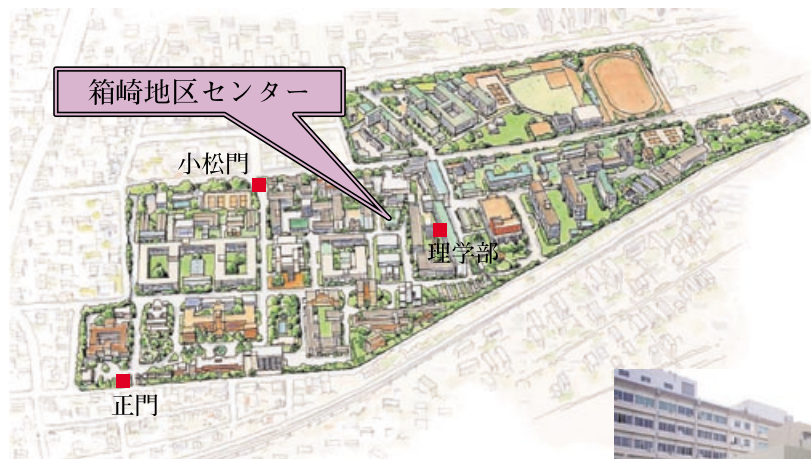 箱崎地区センター
小松門
理学部
正門